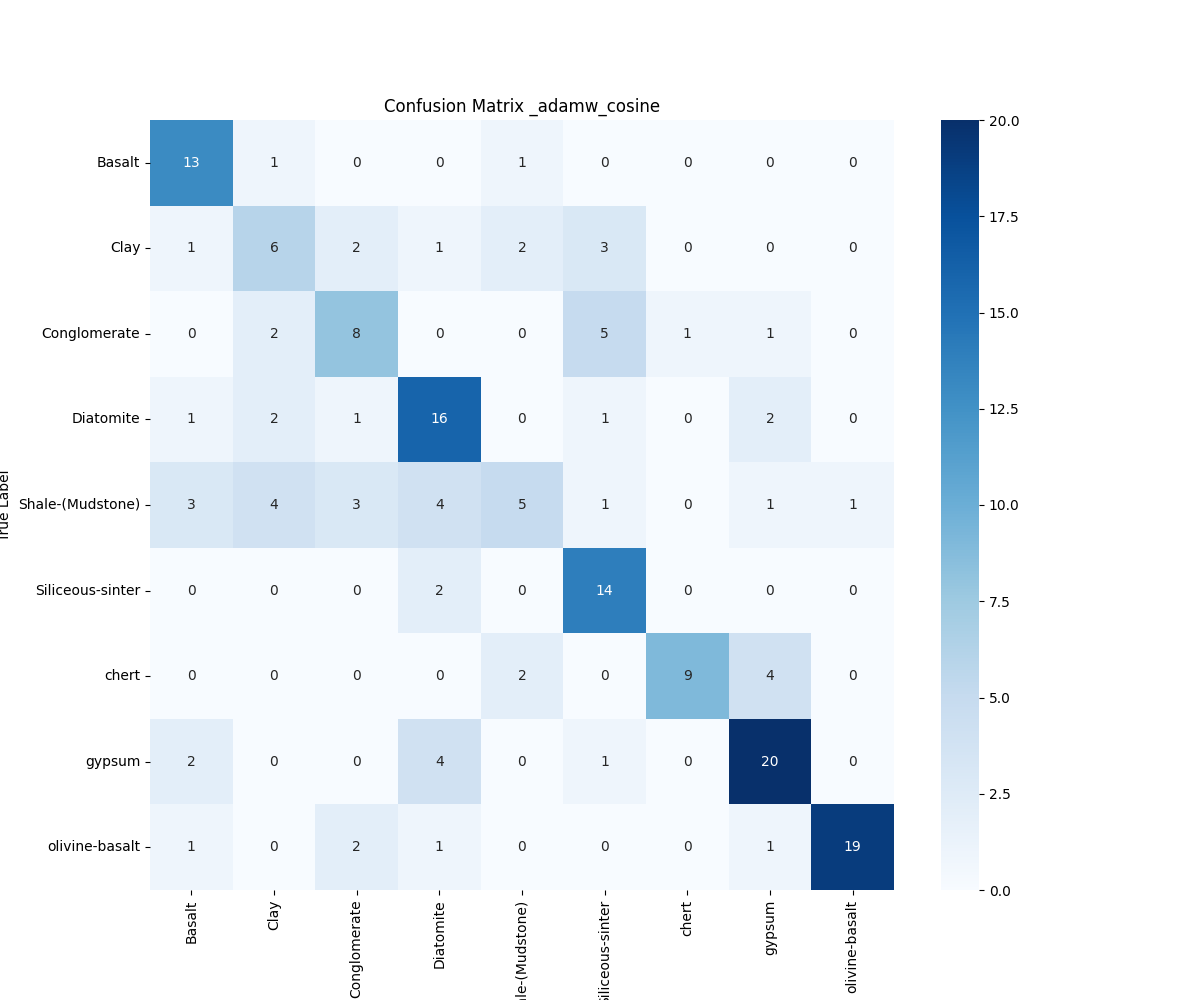 Confusion Matrix _adamw_cosine
Basalt 13 1 0 0 1 0 0 0 0
Clay 1 6 2 1 2 3 0 0 0
Conglomerate 0 2 8 0 0 5 1 1 0
Diatomite 1 2 1 16 0 1 0 2 0
Shale-(Mudstone) 3 4 3 4 5 1 0 1 1
Siliceous-sinter 0 0 0 2 0 14 0 0 0
chert 0 0 0 0 2 0 9 4 0
gypsum 2 0 0 4 0 1 0 20 0
olivine-basalt 1 0 2 1 0 0 0 1 19
True Label
Basalt
Clay
Conglomerate
Diatomite
le-(Mudstone)
iliceous-sinter
chert
gypsum
olivine-basalt
20.0
17.5
15.0
12.5
10.0
7.5
5.0
2.5
0.0